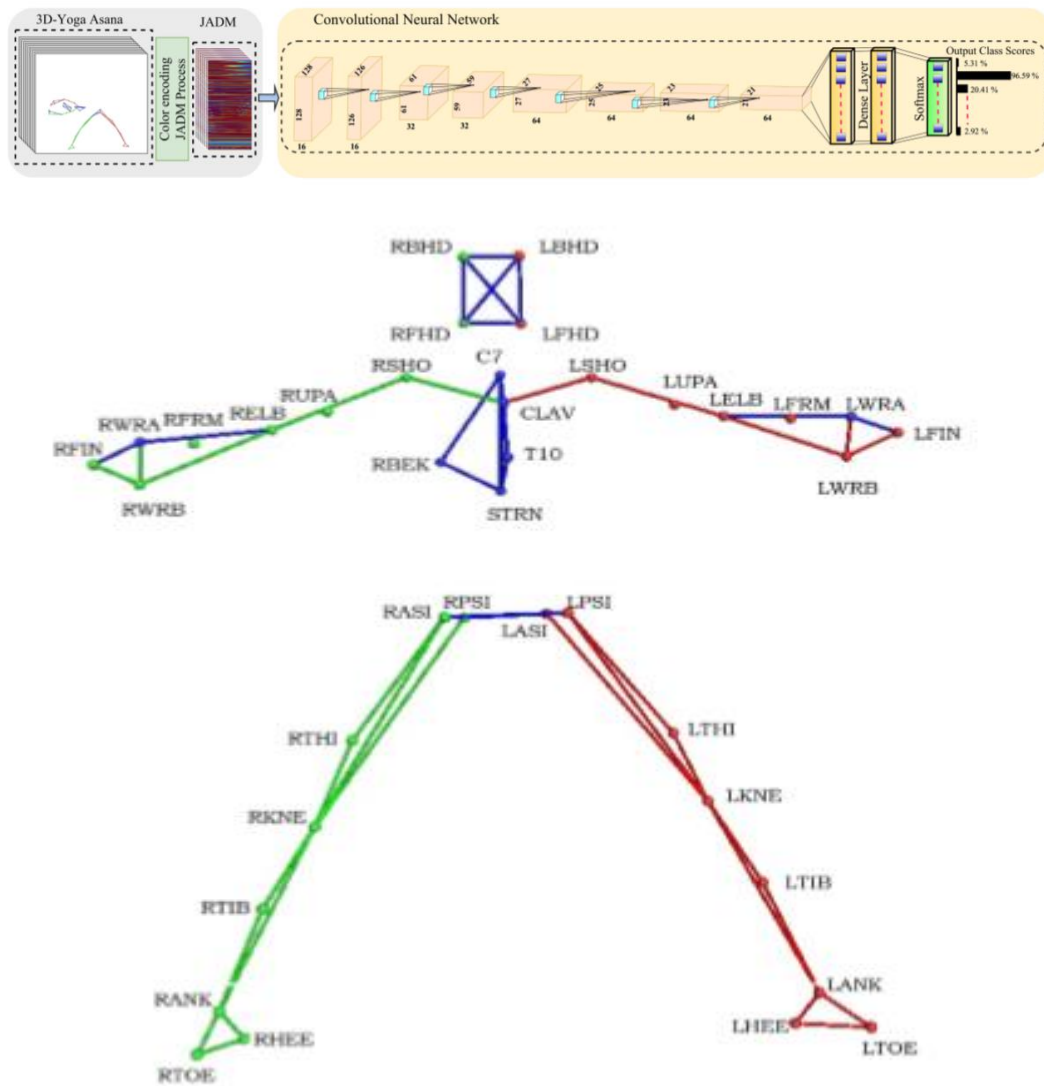 3D-Yoga Asana
JADM
Convolutional Neural Network
Color encoding
JADM Process
128
128
16
126
126
16
61
61
32
59
59
32
27
27
64
25
25
64
23
23
64
21
21
64
Dense Layer
Softmax
Output Class Scores
5.31 %
96.59 %
20.41 %
2.92 %
RBHD LBHD
RFHD LFHD
C7
RSHO LSHO
RUPA LUPA
RWRA RFRM RELB CLAV LELB LFRM LWRA
RFIN RBEK T10 LFIN
RWRB STRN LWRB
RASI RPSI LASI LPSI
RTHI LTHI
RKNE LKNE
RTIB LTIB
RANK LANK
RHEE LHEE
RTOE LTOE